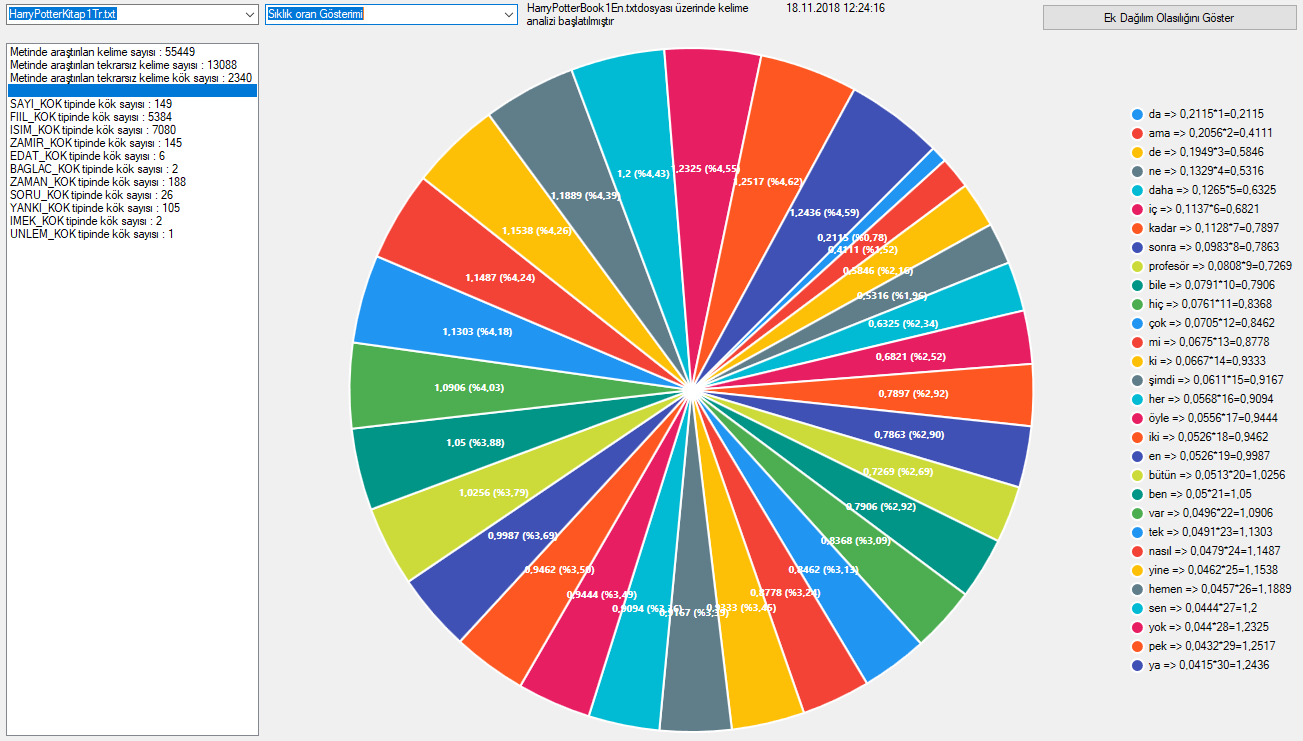 HarryPotterKitap1Tr.txt
Sıklık oran Gösterimi
HarryPotterBook1En.txtdosyası üzerinde kelime
analizi başlatılmıştır
18.11.2018 12:24:16
Ek Dağılım Olasılığını Göster
Metinde araştırılan kelime sayısı : 55449
Metinde araştırılan tekrarsız kelime sayısı : 13088
Metinde araştırılan tekrarsız kelime kök sayısı : 2340
SAYI_KOK tipinde kök sayısı : 149
FIIL_KOK tipinde kök sayısı : 5384
ISIM_KOK tipinde kök sayısı : 7080
ZAMIR_KOK tipinde kök sayısı : 145
EDAT_KOK tipinde kök sayısı : 6
BAGLAC_KOK tipinde kök sayısı : 2
ZAMAN_KOK tipinde kök sayısı : 188
SORU_KOK tipinde kök sayısı : 26
YANKI_KOK tipinde kök sayısı : 105
IMEK_KOK tipinde kök sayısı : 2
UNLEM_KOK tipinde kök sayısı : 1
0,2115 (%0,78)
0,4111 (%1,52)
0,5846 (%2,16)
0,5316 (%1,96)
0,6325 (%2,34)
0,6821 (%2,52)
0,7897 (%2,92)
0,7863 (%2,90)
0,7269 (%2,69)
0,7906 (%2,92)
0,8368 (%3,09)
0,8462 (%3,13)
0,8778 (%3,24)
0,9333 (%3,45)
0,9167 (%3,39)
0,9094 (%3,36)
0,9444 (%3,49)
0,9462 (%3,50)
0,9987 (%3,69)
1,0256 (%3,79)
1,05 (%3,88)
1,0906 (%4,03)
1,1303 (%4,18)
1,1487 (%4,24)
1,1538 (%4,26)
1,1889 (%4,39)
1,2 (%4,43)
1,2325 (%4,55)
1,2517 (%4,62)
1,2436 (%4,59)
da => 0,2115*1=0,2115
ama => 0,2056*2=0,4111
de => 0,1949*3=0,5846
ne => 0,1329*4=0,5316
daha => 0,1265*5=0,6325
iç => 0,1137*6=0,6821
kadar => 0,1128*7=0,7897
sonra => 0,0983*8=0,7863
profesör => 0,0808*9=0,7269
bile => 0,0791*10=0,7906
hiç => 0,0761*11=0,8368
çok => 0,0705*12=0,8462
mi => 0,0675*13=0,8778
ki => 0,0667*14=0,9333
şimdi => 0,0611*15=0,9167
her => 0,0568*16=0,9094
öyle => 0,0556*17=0,9444
iki => 0,0526*18=0,9462
en => 0,0526*19=0,9987
bütün => 0,0513*20=1,0256
ben => 0,05*21=1,05
var => 0,0496*22=1,0906
tek => 0,0491*23=1,1303
nasıl => 0,0479*24=1,1487
yine => 0,0462*25=1,1538
hemen => 0,0457*26=1,1889
sen => 0,0444*27=1,2
yok => 0,044*28=1,2325
pek => 0,0432*29=1,2517
ya => 0,0415*30=1,2436